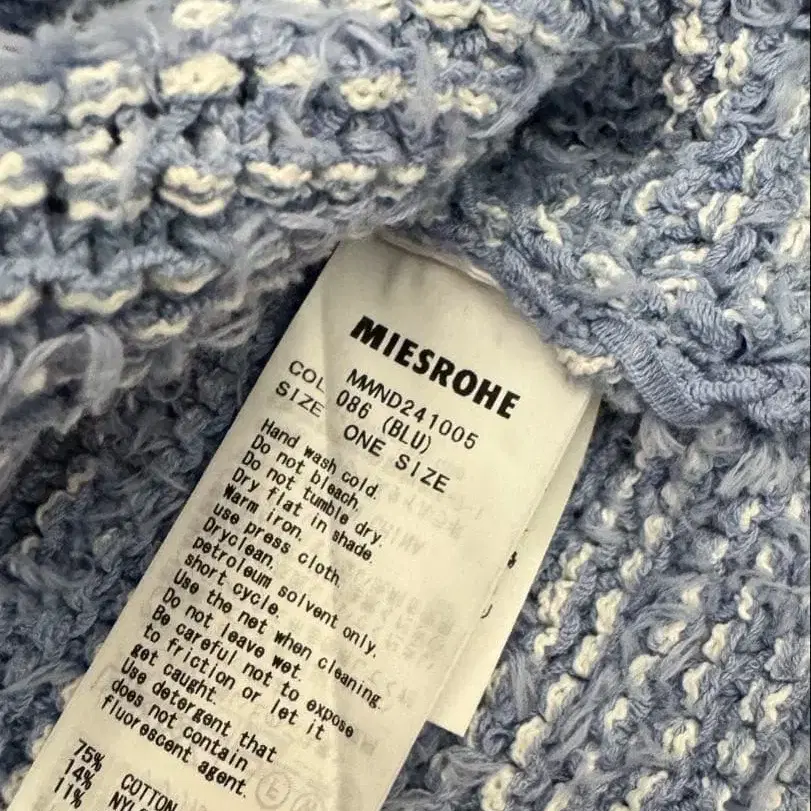 MIESROHE
MWND241005
COL 086 (BLU)
SIZE ONE SIZE
Hand wash cold.
Do not bleach.
Do not tumble dry.
Dry flat in shade.
Warm iron.
use press cloth.
Dryclean.
petroleum solvent only.
short cycle.
Use the net when cleaning.
Do not leave wet.
Be careful not to expose
to friction or let it
get caught.
Use detergent that
does not contain
fluorescent agent.
75% COTTON
14%
11%